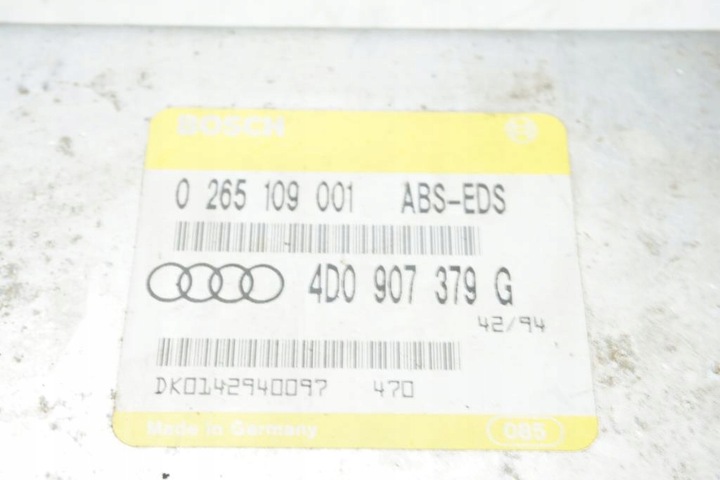 BOSCH
0 265 109 001 ABS-EDS
4D0 907 379 G
42/94
DK0142940097 470
Made in Germany 085